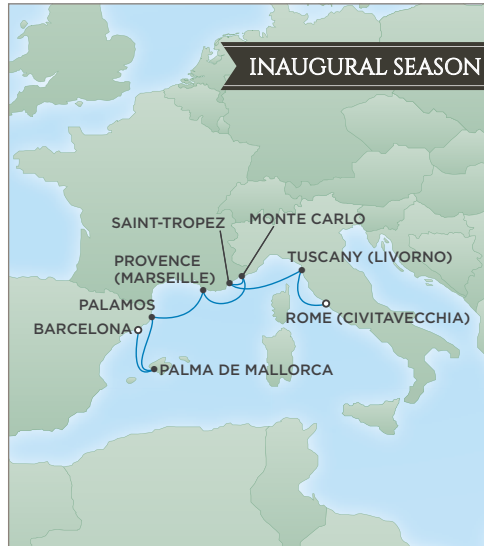 INAUGURAL SEASON
SAINT-TROPEZ
MONTE CARLO
PROVENCE
(MARSEILLE)
TUSCANY (LIVORNO)
PALAMOS
BARCELONA
ROME (CIVITAVECCHIA)
PALMA DE MALLORCA